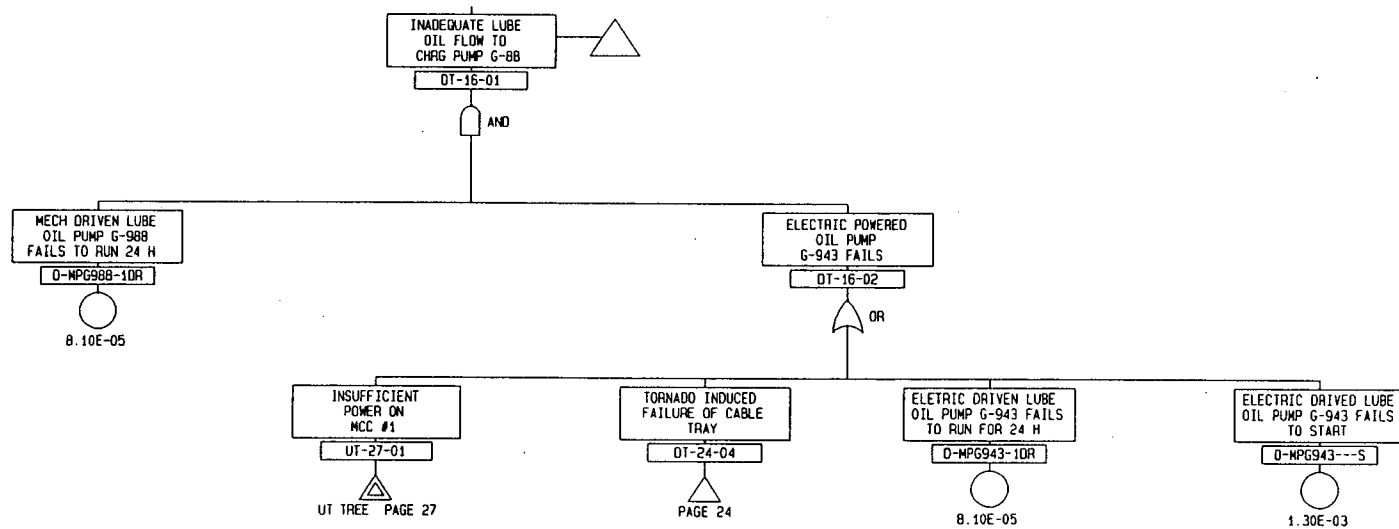 INADEQUATE LUBE
OIL FLOW TO
CHRG PUMP G-8B
DT-16-01
AND
MECH DRIVEN LUBE
OIL PUMP G-988
FAILS TO RUN 24 H
D-MPG988-1DR
8.10E-05
ELECTRIC POWERED
OIL PUMP
G-943 FAILS
DT-16-02
OR
INSUFFICIENT
POWER ON
MCC #1
UT-27-01
UT TREE PAGE 27
TORNADO INDUCED
FAILURE OF CABLE
TRAY
DT-24-04
PAGE 24
ELETRIC DRIVEN LUBE
OIL PUMP G-943 FAILS
TO RUN FOR 24 H
D-MPG943-1DR
8.10E-05
ELECTRIC DRIVED LUBE
OIL PUMP G-943 FAILS
TO START
D-MPG943---S
1.30E-03